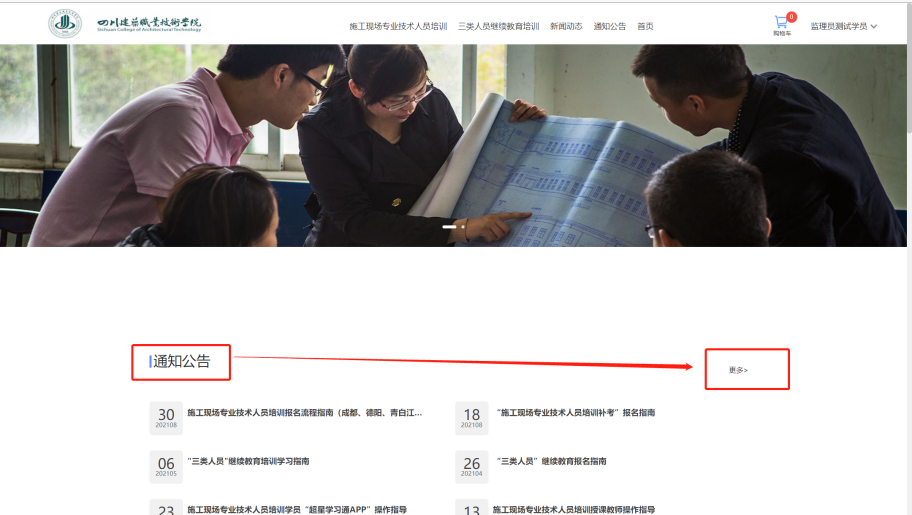 四川建築職業技術学院
Sichuan College of Architectural Technology
施工现场专业技术人员培训 三类人员继续教育培训 新闻动态 通知公告 首页
0
购物车
监理员测试学员
通知公告
更多>
30
202108
施工现场专业技术人员培训报名流程指南（成都、德阳、青白江...
18
202108
“施工现场专业技术人员培训补考”报名指南
06
202105
“三类人员”继续教育培训学习指南
26
202104
“三类人员”继续教育报名指南
23
施工现场专业技术人员培训学员“超星学习通APP”操作指导
13
施工现场专业技术人员培训授课教师操作指导